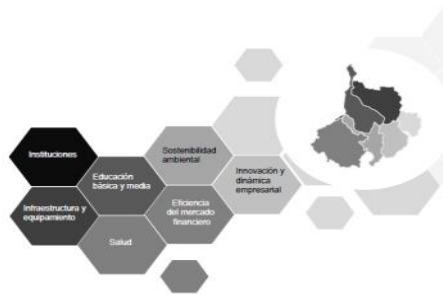 Instituciones
Infraestructura y
equipamiento
Educación
básica y media
Salud
Sostenibilidad
ambiental
Eficiencia
del mercado
financiero
Innovación y
dinámica
empresarial